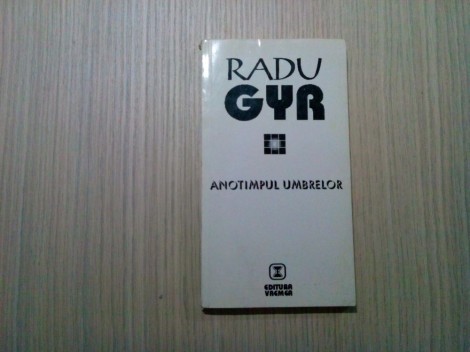 RADU
GYR
ANOTIMPUL UMBRELOR
EDITURA
VREMEA